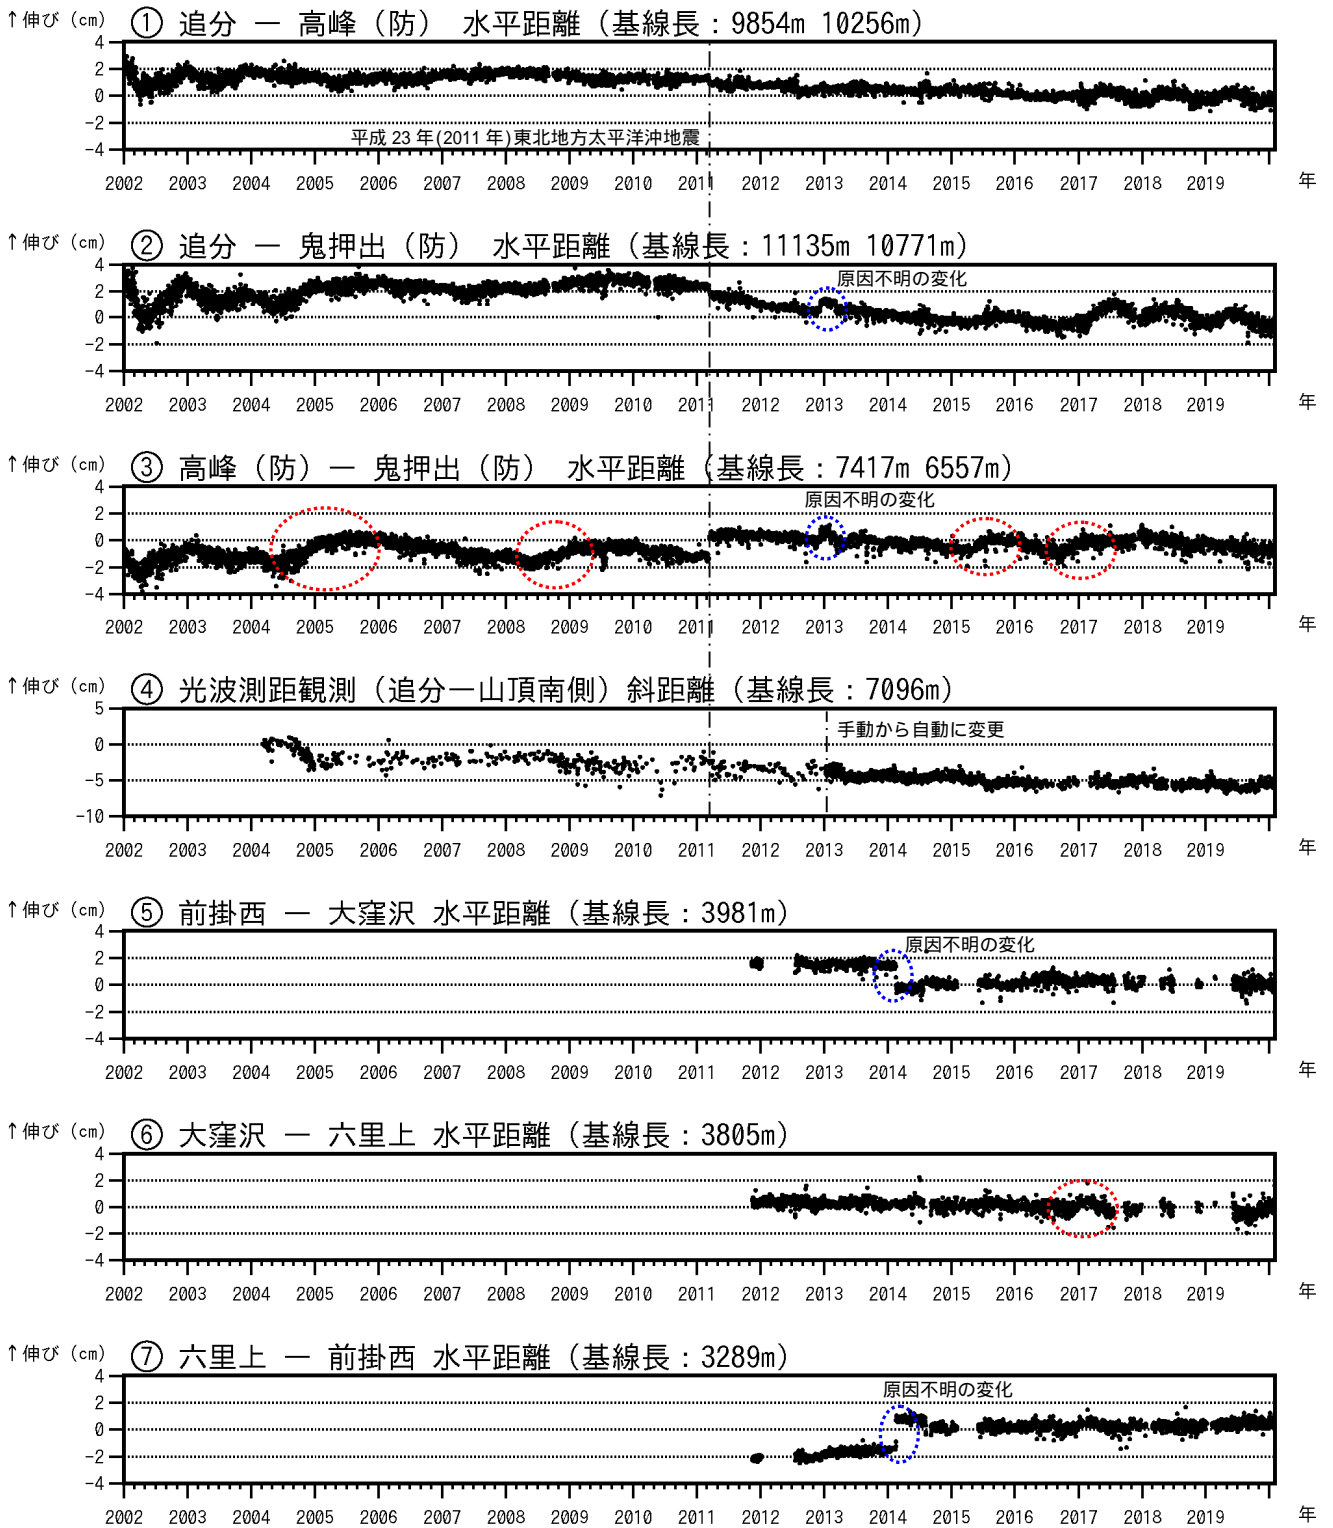 ↑伸び（㎝） ① 追分 ― 高峰（防） 水平距離（基線長：9854m 10256m）
4
2
0
-2
-4
平成 23 年(2011 年)東北地方太平洋沖地震
2002 2003 2004 2005 2006 2007 2008 2009 2010 2011 2012 2013 2014 2015 2016 2017 2018 2019 年
↑伸び（㎝） ② 追分 ― 鬼押出（防） 水平距離（基線長：11135m 10771m）
4
2
0
-2
-4
原因不明の変化
2002 2003 2004 2005 2006 2007 2008 2009 2010 2011 2012 2013 2014 2015 2016 2017 2018 2019 年
↑伸び（㎝） ③ 高峰（防）― 鬼押出（防） 水平距離（基線長：7417m 6557m）
4
2
0
-2
-4
原因不明の変化
2002 2003 2004 2005 2006 2007 2008 2009 2010 2011 2012 2013 2014 2015 2016 2017 2018 2019 年
↑伸び（㎝） ④ 光波測距観測（追分―山頂南側）斜距離（基線長：7096m）
5
0
-5
-10
手動から自動に変更
2002 2003 2004 2005 2006 2007 2008 2009 2010 2011 2012 2013 2014 2015 2016 2017 2018 2019 年
↑伸び（㎝） ⑤ 前掛西 ― 大窪沢 水平距離（基線長：3981m）
4
2
0
-2
-4
原因不明の変化
2002 2003 2004 2005 2006 2007 2008 2009 2010 2011 2012 2013 2014 2015 2016 2017 2018 2019 年
↑伸び（㎝） ⑥ 大窪沢 ― 六里上 水平距離（基線長：3805m）
4
2
0
-2
-4
2002 2003 2004 2005 2006 2007 2008 2009 2010 2011 2012 2013 2014 2015 2016 2017 2018 2019 年
↑伸び（㎝） ⑦ 六里上 ― 前掛西 水平距離（基線長：3289m）
4
2
0
-2
-4
原因不明の変化
2002 2003 2004 2005 2006 2007 2008 2009 2010 2011 2012 2013 2014 2015 2016 2017 2018 2019 年